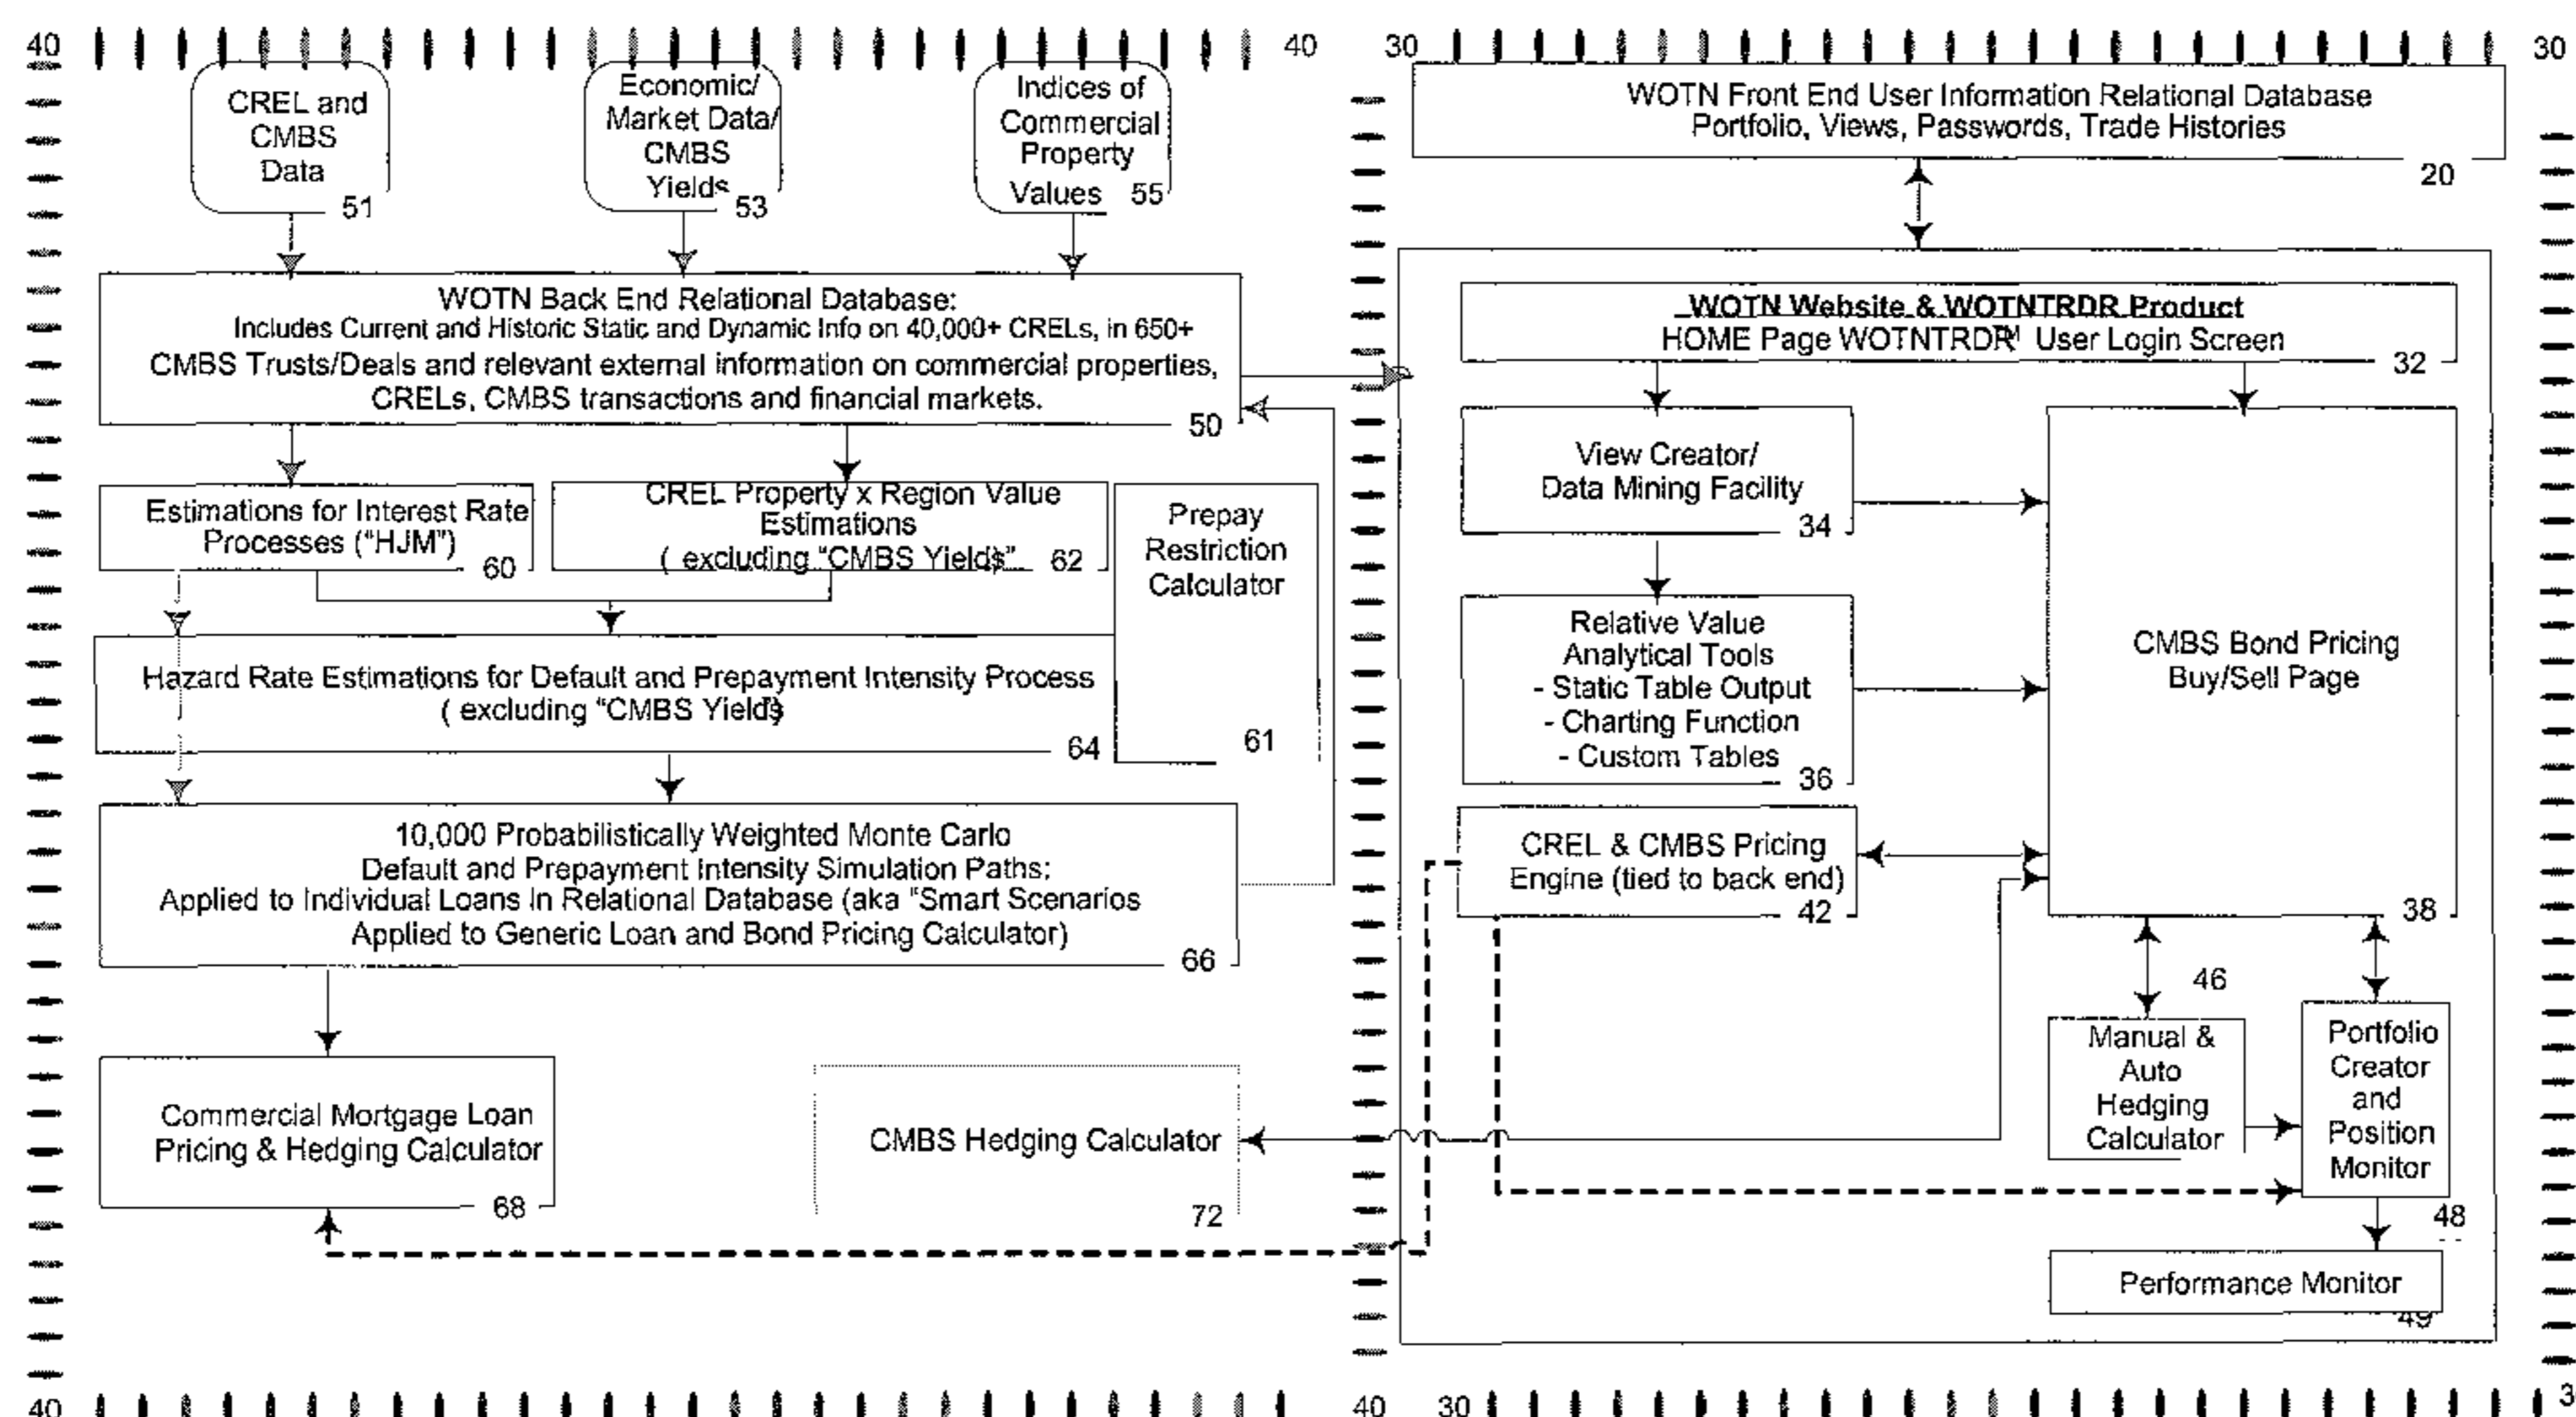 40
40
30
30
CREL and
CMBS
Data
51
Economic/
Market Data/
CMBS
Yields
53
Indices of
Commercial
Property
Values
55
WOTN Back End Relational Database:
Includes Current and Historic Static and Dynamic Info on 40,000+ CRELs, in 650+
CMBS Trusts/Deals and relevant external information on commercial properties,
CRELs, CMBS transactions and financial markets.
50
Estimations for Interest Rate
Processes ("HJM")
60
CREL Property x Region Value
Estimations
( excluding "CMBS Yields"
62
Prepay
Restriction
Calculator
61
Hazard Rate Estimations for Default and Prepayment Intensity Process
( excluding "CMBS Yields)
64
10,000 Probabilistically Weighted Monte Carlo
Default and Prepayment Intensity Simulation Paths:
Applied to Individual Loans In Relational Database (aka "Smart Scenarios
Applied to Generic Loan and Bond Pricing Calculator)
66
Commercial Mortgage Loan
Pricing & Hedging Calculator
68
CMBS Hedging Calculator
72
WOTN Front End User Information Relational Database
Portfolio, Views, Passwords, Trade Histories
20
WOTN Website & WOTNTRDR Product
HOME Page WOTNTRDR™ User Login Screen
32
View Creator/
Data Mining Facility
34
Relative Value
Analytical Tools
- Static Table Output
- Charting Function
- Custom Tables
36
CREL & CMBS Pricing
Engine (tied to back end)
42
CMBS Bond Pricing
Buy/Sell Page
38
46
Manual &
Auto
Hedging
Calculator
Portfolio
Creator
and
Position
Monitor
48
Performance Monitor
49
40
40
30